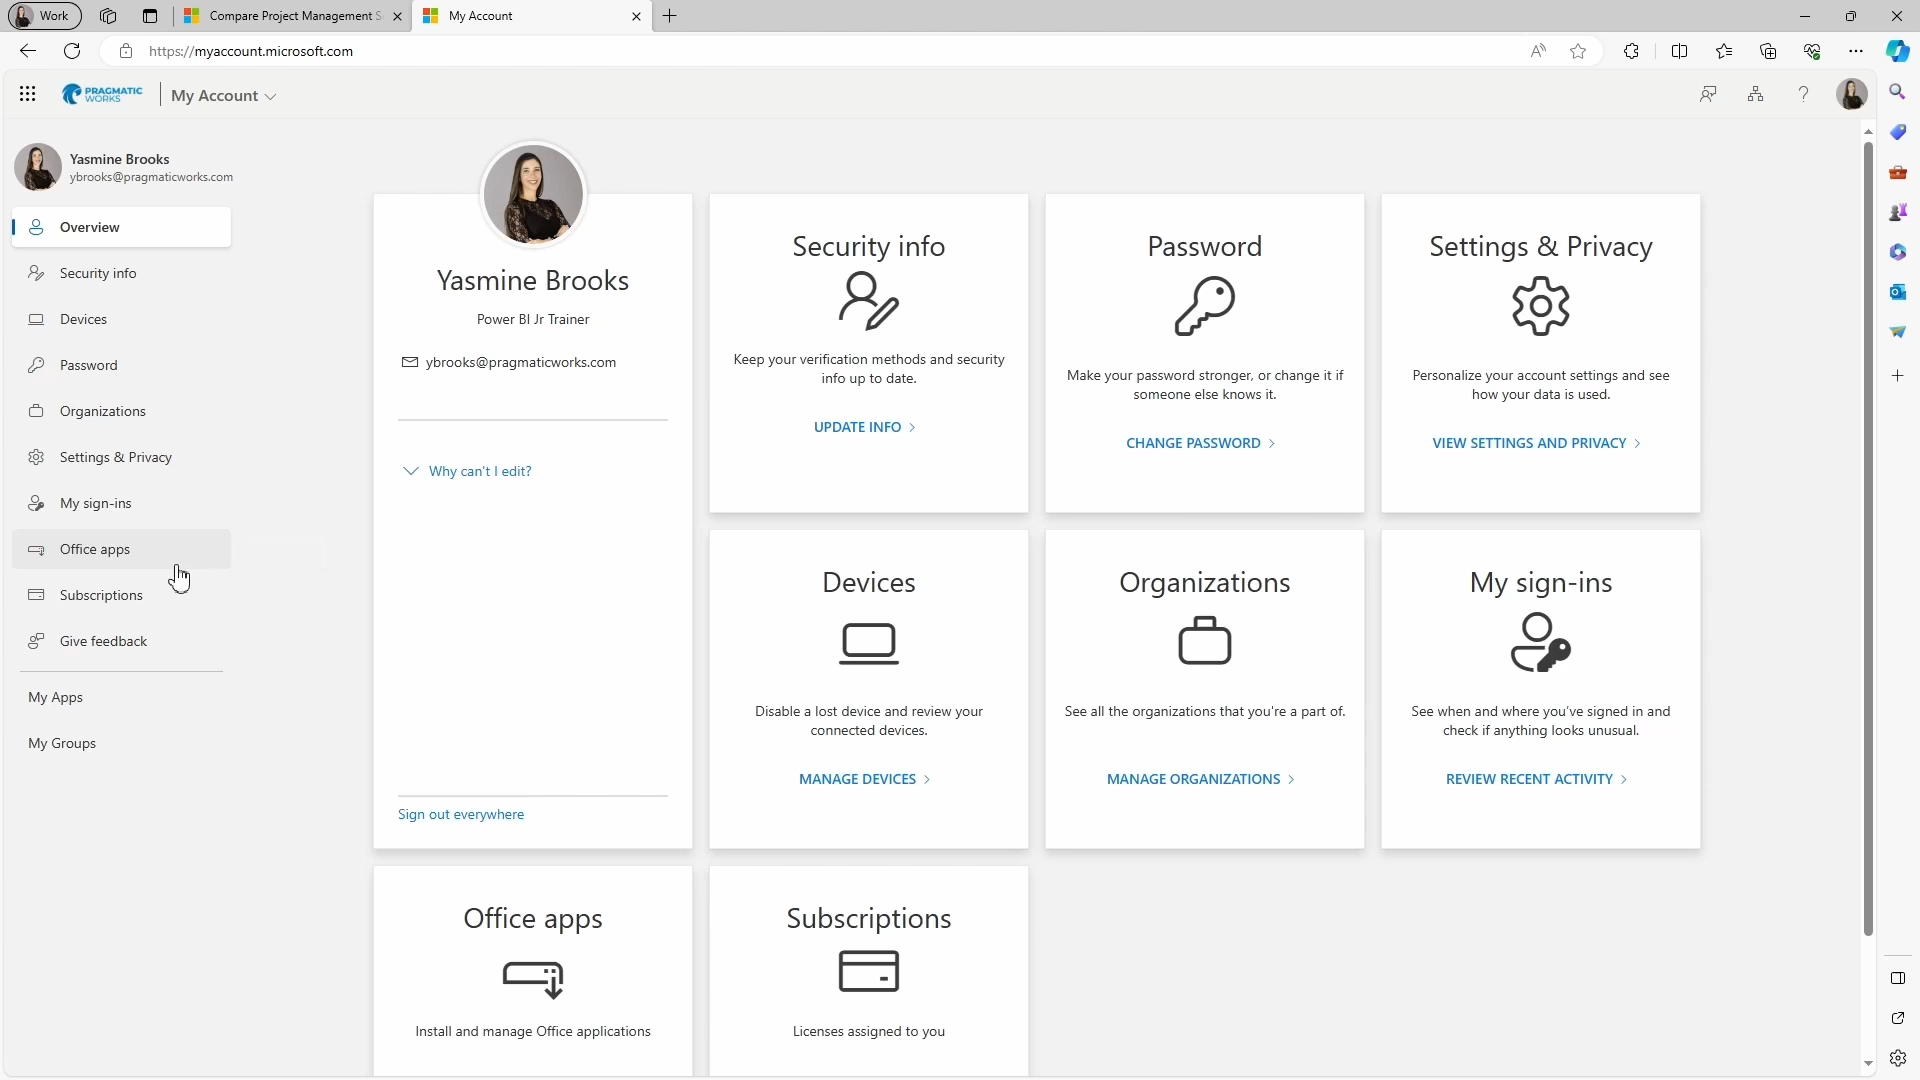 Work
Compare Project Management S
My Account
https://myaccount.microsoft.com
PRAGMATIC
WORKS
My Account
Yasmine Brooks
ybrooks@pragmaticworks.com
Overview
Security info
Devices
Password
Organizations
Settings & Privacy
My sign-ins
Office apps
Subscriptions
Give feedback
My Apps
My Groups
Yasmine Brooks
Power BI Jr Trainer
ybrooks@pragmaticworks.com
Why can't I edit?
Sign out everywhere
Security info
Keep your verification methods and security
info up to date.
UPDATE INFO
Password
Make your password stronger, or change it if
someone else knows it.
CHANGE PASSWORD
Settings & Privacy
Personalize your account settings and see
how your data is used.
VIEW SETTINGS AND PRIVACY
Devices
Disable a lost device and review your
connected devices.
MANAGE DEVICES
Organizations
See all the organizations that you're a part of.
MANAGE ORGANIZATIONS
My sign-ins
See when and where you've signed in and
check if anything looks unusual.
REVIEW RECENT ACTIVITY
Office apps
Install and manage Office applications
Subscriptions
Licenses assigned to you